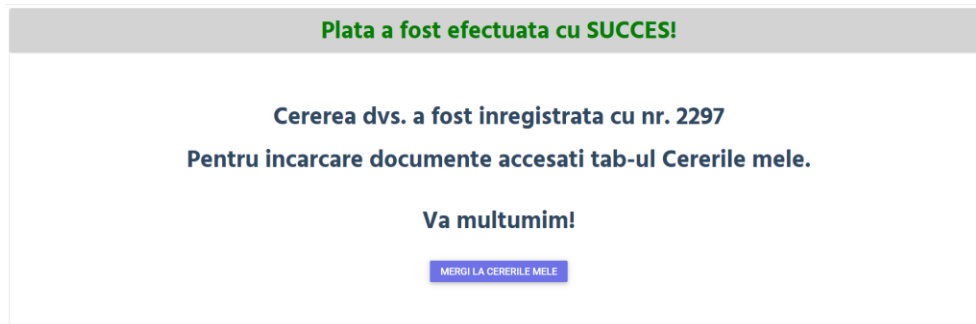 Plata a fost efectuata cu SUCCES!
Cererea dvs. a fost inregistrata cu nr. 2297
Pentru incarcare documente accesati tab-ul Cererile mele.
Va multumim!
MERGI LA CERERILE MELE